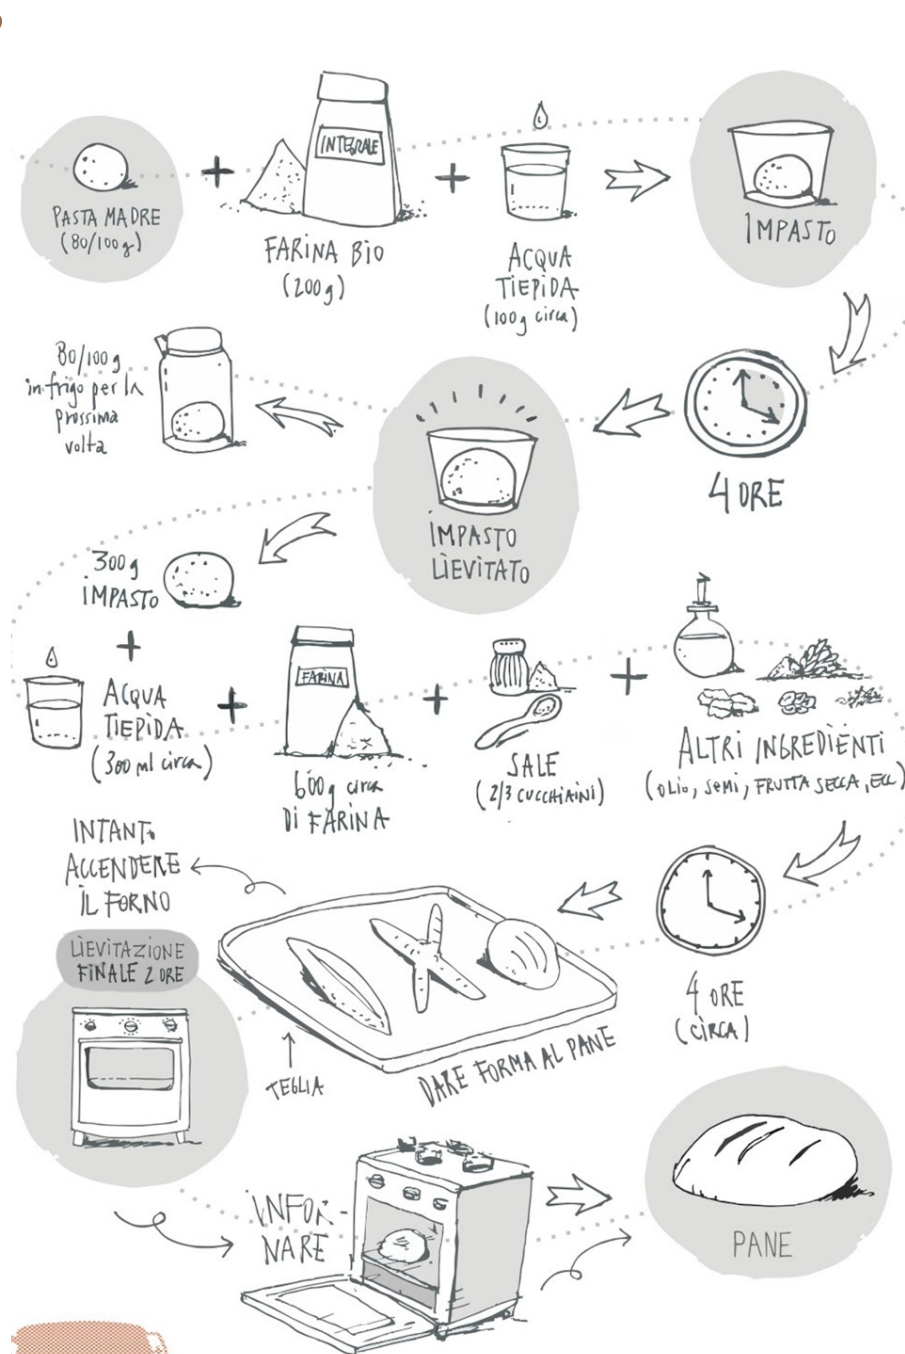 PASTA MADRE
(80/100g)
INTEGRALE
FARINA BIO
(200g)
ACQUA
TIEPIDA
(100g circa)
IMPASTO
80/100g
in frigo per la
prossima
volta
4 ORE
IMPASTO
LIEVITATO
300g
IMPASTO
ACQUA
TIEPIDA
(300 ml circa)
FARINA
600g circa
DI FARINA
SALE
(2/3 CUCCHIAINI)
ALTRI INGREDIENTI
(OLIO, SEMI, FRUTTA SECCA, ECC)
INTANTO
ACCENDERE
IL FORNO
LIEVITAZIONE
FINALE 2 ORE
TEGLIA
DARE FORMA AL PANE
4 ORE
(CIRCA)
INFOR-
NARE
PANE